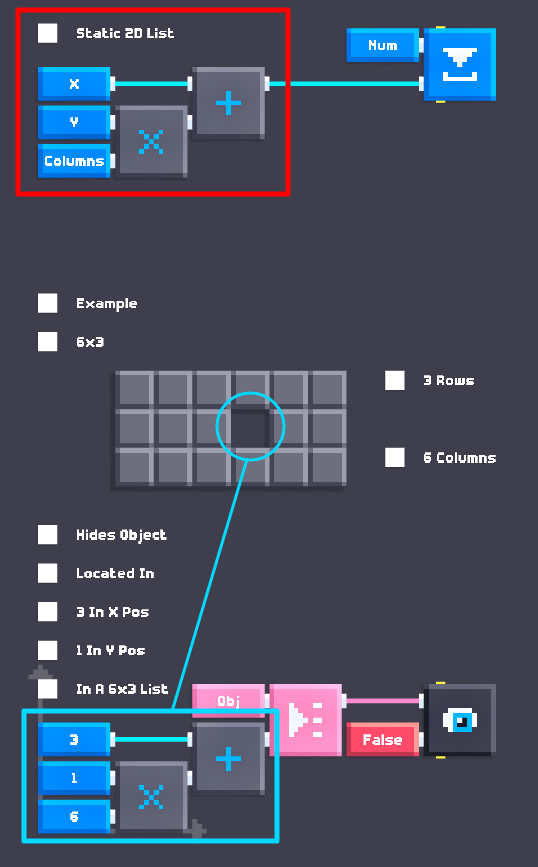 Static 2D List
Num
X
Y
Columns
Example
6x3
3 Rows
6 Columns
Hides Object
Located In
3 In X Pos
1 In Y Pos
In A 6x3 List
Obj
3
False
1
6